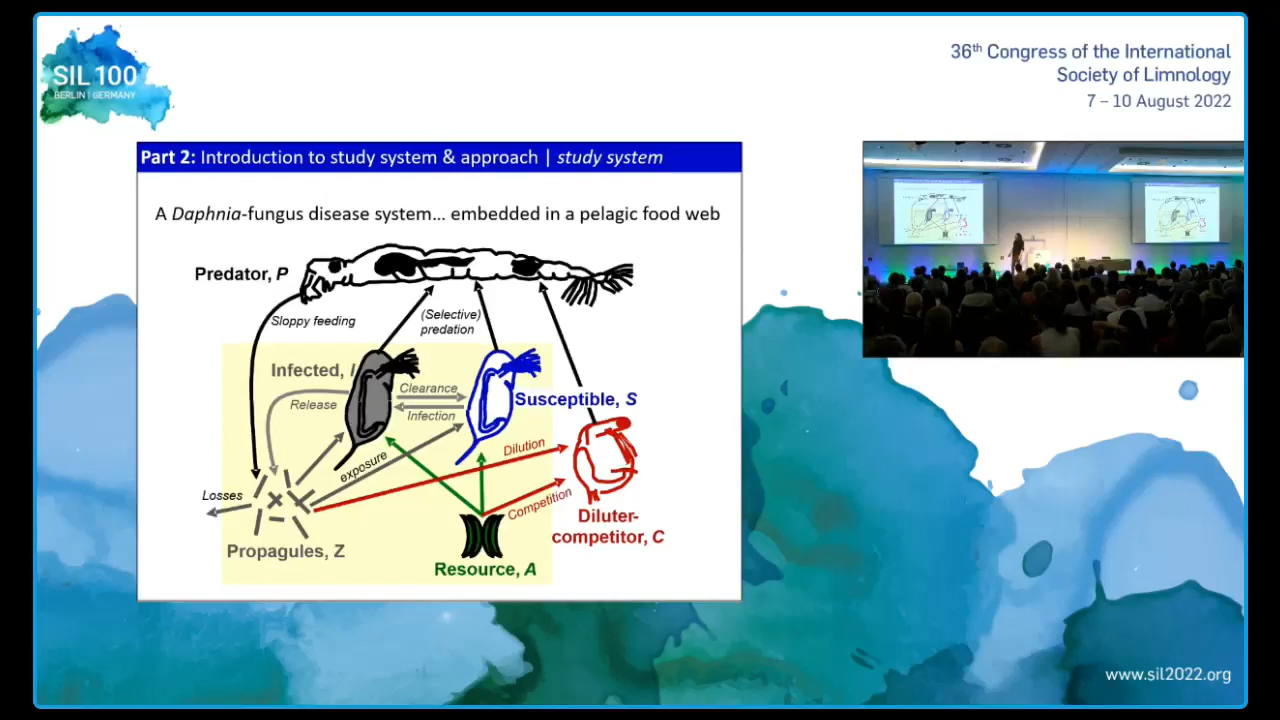 SIL 100
BERLIN | GERMANY
36th Congress of the International
Society of Limnology
7 – 10 August 2022
Part 2: Introduction to study system & approach | study system
A Daphnia-fungus disease system... embedded in a pelagic food web
Predator, P
Sloppy feeding
(Selective)
predation
Infected, I
Clearance
Release
Infection
Susceptible, S
exposure
Dilution
Losses
Competition
Diluter-
competitor, C
Propagules, Z
Resource, A
www.sil2022.org